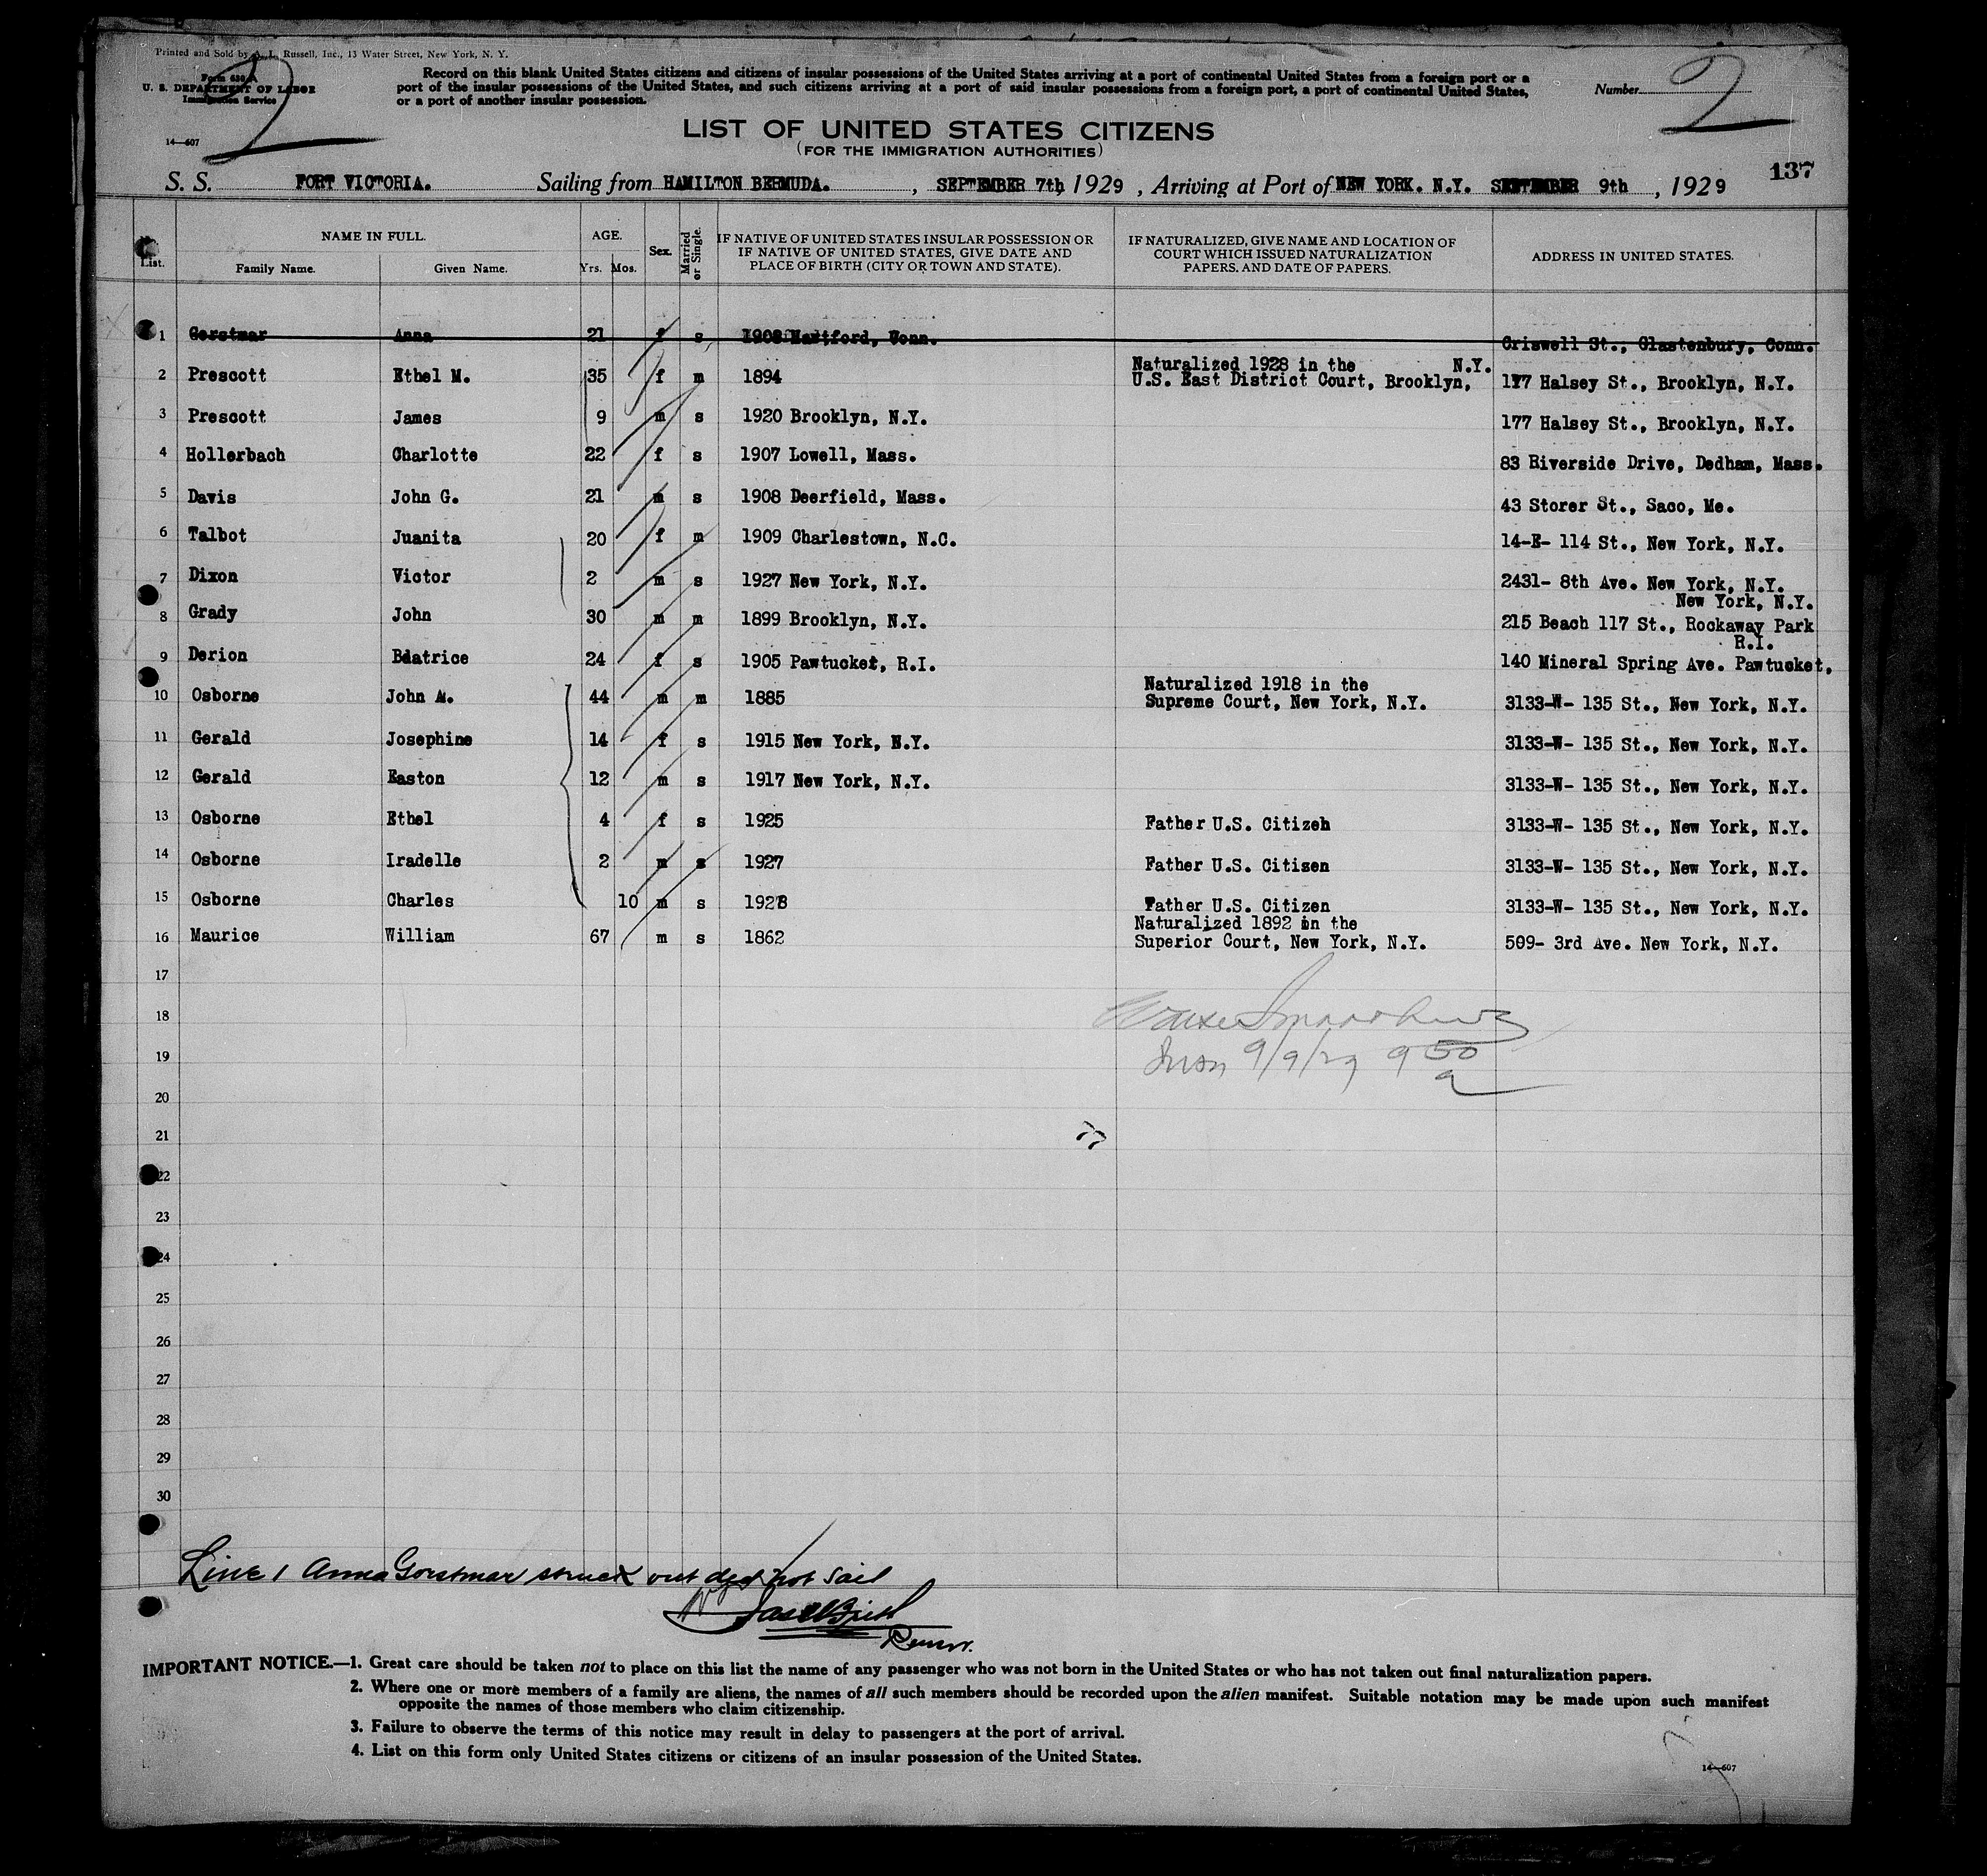 Printed and Sold by A. L. Russell, Inc., 13 Water Street, New York, N. Y.
Form 630 A
U. S. DEPARTMENT OF LABOR
Immigration Service
14—607
2
Record on this blank United States citizens and citizens of insular possessions of the United States arriving at a port of continental United States from a foreign port or a
port of the insular possessions of the United States, and such citizens arriving at a port of said insular possessions from a foreign port, a port of continental United States,
or a port of another insular possession.
Number 2
LIST OF UNITED STATES CITIZENS
(FOR THE IMMIGRATION AUTHORITIES)
137
S. S. FORT VICTORIA. Sailing from HAMILTON BERMUDA. , SEPTEMBER 7th, 1929 , Arriving at Port of NEW YORK. N.Y. SEPTEMBER 9th , 1929
List. NAME IN FULL. AGE. Sex. Married or Single. IF NATIVE OF UNITED STATES INSULAR POSSESSION OR IF NATIVE OF UNITED STATES, GIVE DATE AND PLACE OF BIRTH (CITY OR TOWN AND STATE). IF NATURALIZED, GIVE NAME AND LOCATION OF COURT WHICH ISSUED NATURALIZATION PAPERS. AND DATE OF PAPERS. ADDRESS IN UNITED STATES.
Family Name. Given Name. Yrs. Mos.
1 Gerstmar Anna 21 f s 1908 Hartford, Conn. Criswell St., Glastenbury, Conn.
2 Prescott Ethel M. 35 f m 1894 Naturalized 1928 in the U.S. East District Court, Brooklyn, N.Y. 177 Halsey St., Brooklyn, N.Y.
3 Prescott James 9 m s 1920 Brooklyn, N.Y. 177 Halsey St., Brooklyn, N.Y.
4 Hollerbach Charlotte 22 f s 1907 Lowell, Mass. 83 Riverside Drive, Dedham, Mass.
5 Davis John G. 21 m s 1908 Deerfield, Mass. 43 Storer St., Saco, Me.
6 Talbot Juanita 20 f m 1909 Charlestown, N.C. 14-E- 114 St., New York, N.Y.
7 Dixon Victor 2 m s 1927 New York, N.Y. 2431- 8th Ave. New York, N.Y.
8 Grady John 30 m m 1899 Brooklyn, N.Y. 215 Beach 117 St., Rockaway Park New York, N.Y.
9 Derion Beatrice 24 f s 1905 Pawtucket, R.I. 140 Mineral Spring Ave. Pawtucket, R.I.
10 Osborne John A. 44 m m 1885 Naturalized 1918 in the Supreme Court, New York, N.Y. 3133-W- 135 St., New York, N.Y.
11 Gerald Josephine 14 f s 1915 New York, N.Y. 3133-W- 135 St., New York, N.Y.
12 Gerald Easton 12 m s 1917 New York, N.Y. 3133-W- 135 St., New York, N.Y.
13 Osborne Ethel 4 f s 1925 Father U.S. Citizen 3133-W- 135 St., New York, N.Y.
14 Osborne Iradelle 2 m s 1927 Father U.S. Citizen 3133-W- 135 St., New York, N.Y.
15 Osborne Charles 10 m s 1928 Father U.S. Citizen 3133-W- 135 St., New York, N.Y.
16 Maurice William 67 m s 1862 Naturalized 1892 in the Superior Court, New York, N.Y. 509- 3rd Ave. New York, N.Y.
17
18
19 9/9/29 9 50 a
20
21
22
23
24
25
26
27
28
29
30
Line 1 Anna Gorstmar struck out did not sail
Purser.
IMPORTANT NOTICE.—1. Great care should be taken not to place on this list the name of any passenger who was not born in the United States or who has not taken out final naturalization papers.
2. Where one or more members of a family are aliens, the names of all such members should be recorded upon the alien manifest. Suitable notation may be made upon such manifest
opposite the names of those members who claim citizenship.
3. Failure to observe the terms of this notice may result in delay to passengers at the port of arrival.
4. List on this form only United States citizens or citizens of an insular possession of the United States.
14—607